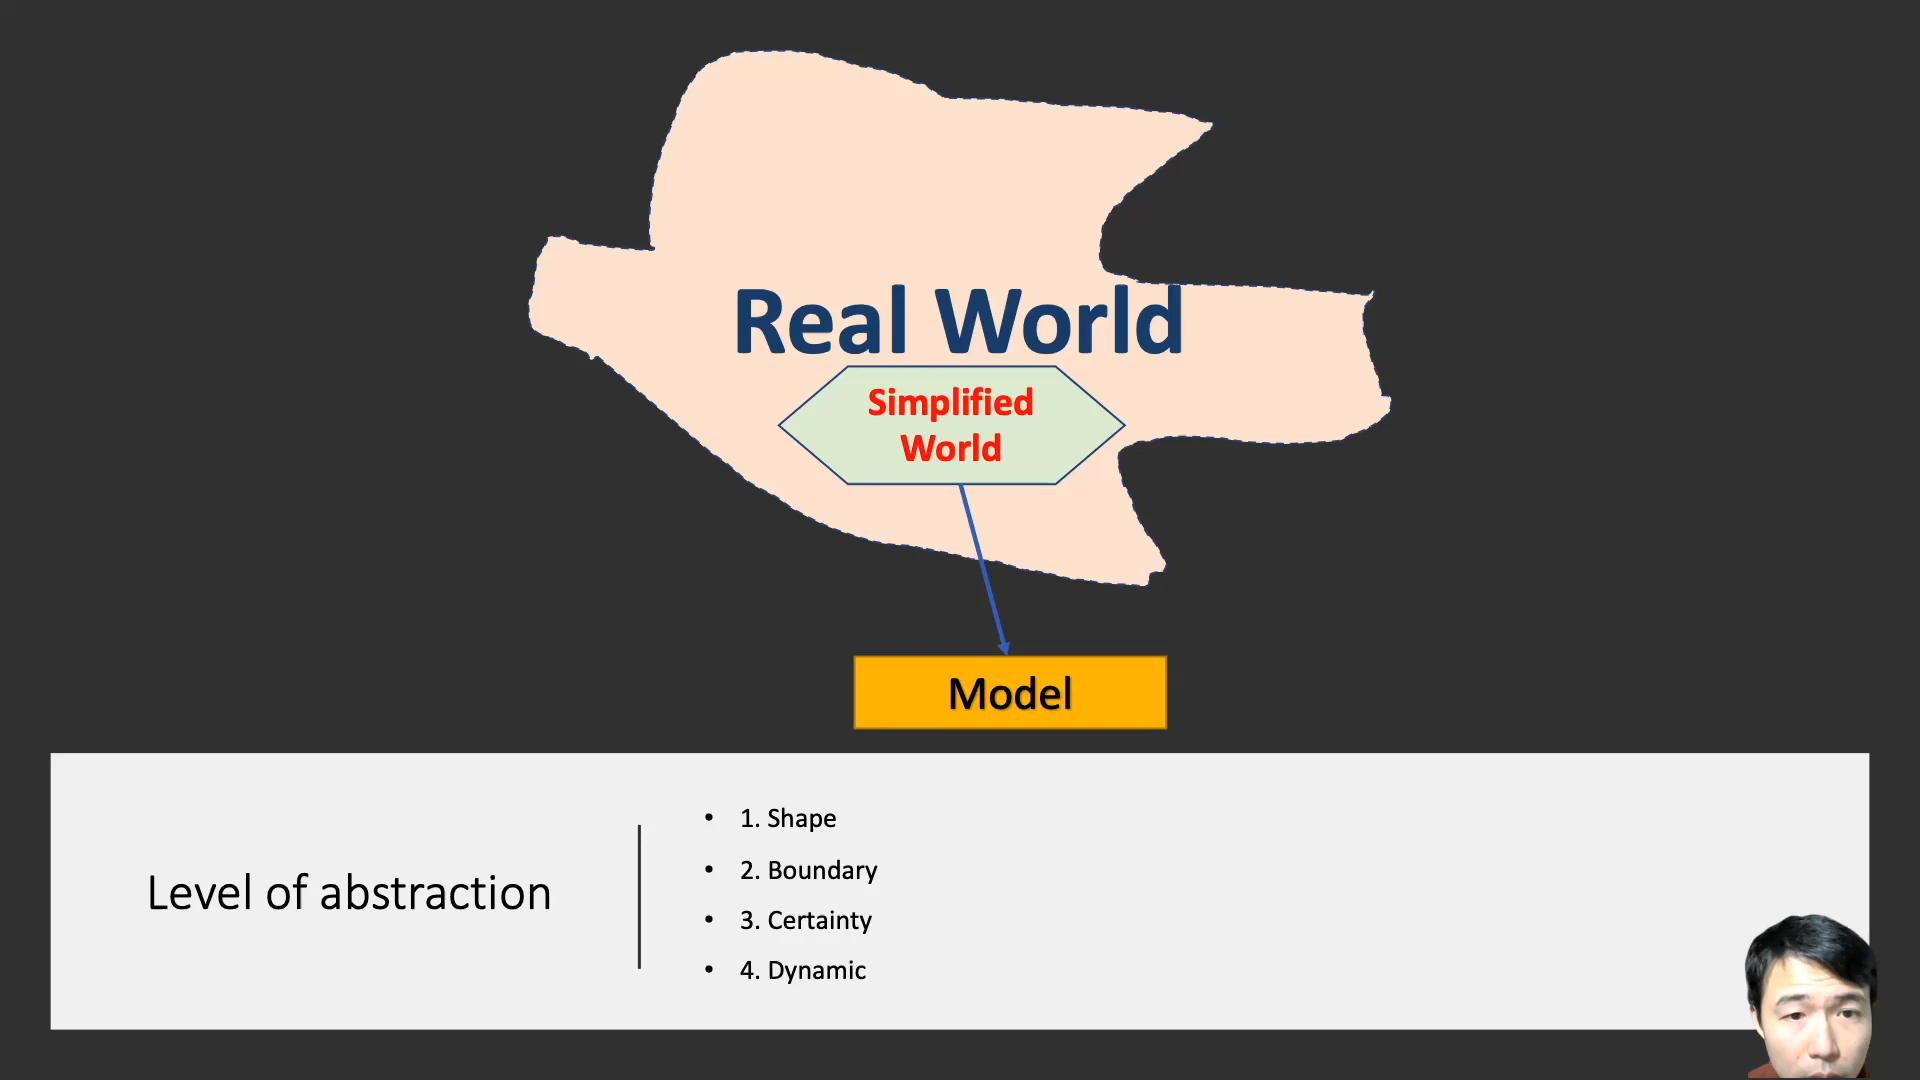 Real World
Simplified
World
Model
Level of abstraction
• 1. Shape
• 2. Boundary
• 3. Certainty
• 4. Dynamic